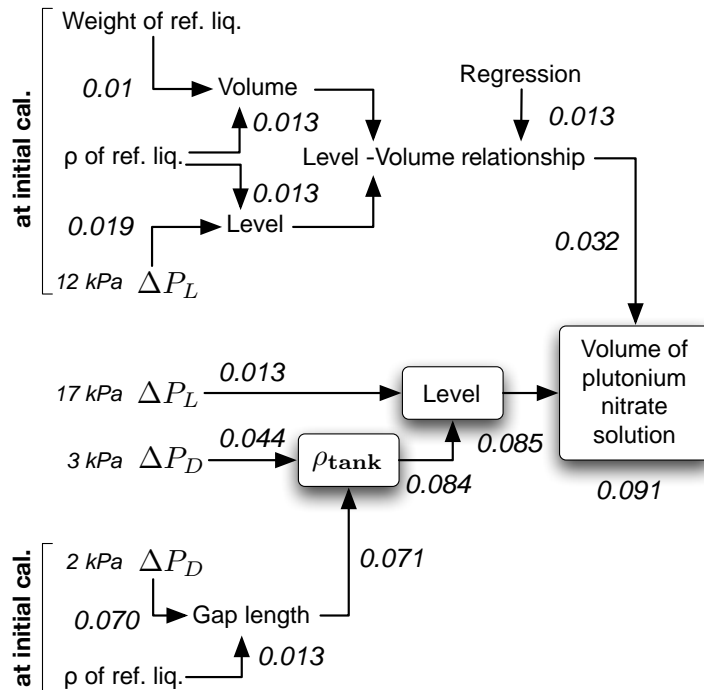 Weight of ref. liq.
0.01
Volume
Regression
at initial cal.
0.013
0.013
ρ of ref. liq.
Level -Volume relationship
0.013
0.019
Level
0.032
12 kPa ΔP_L
Volume of
plutonium
nitrate
solution
0.013
17 kPa ΔP_L
Level
0.044
0.085
3 kPa ΔP_D
ρ_tank
0.084
0.091
at initial cal.
2 kPa ΔP_D
0.071
0.070
Gap length
0.013
ρ of ref. liq.